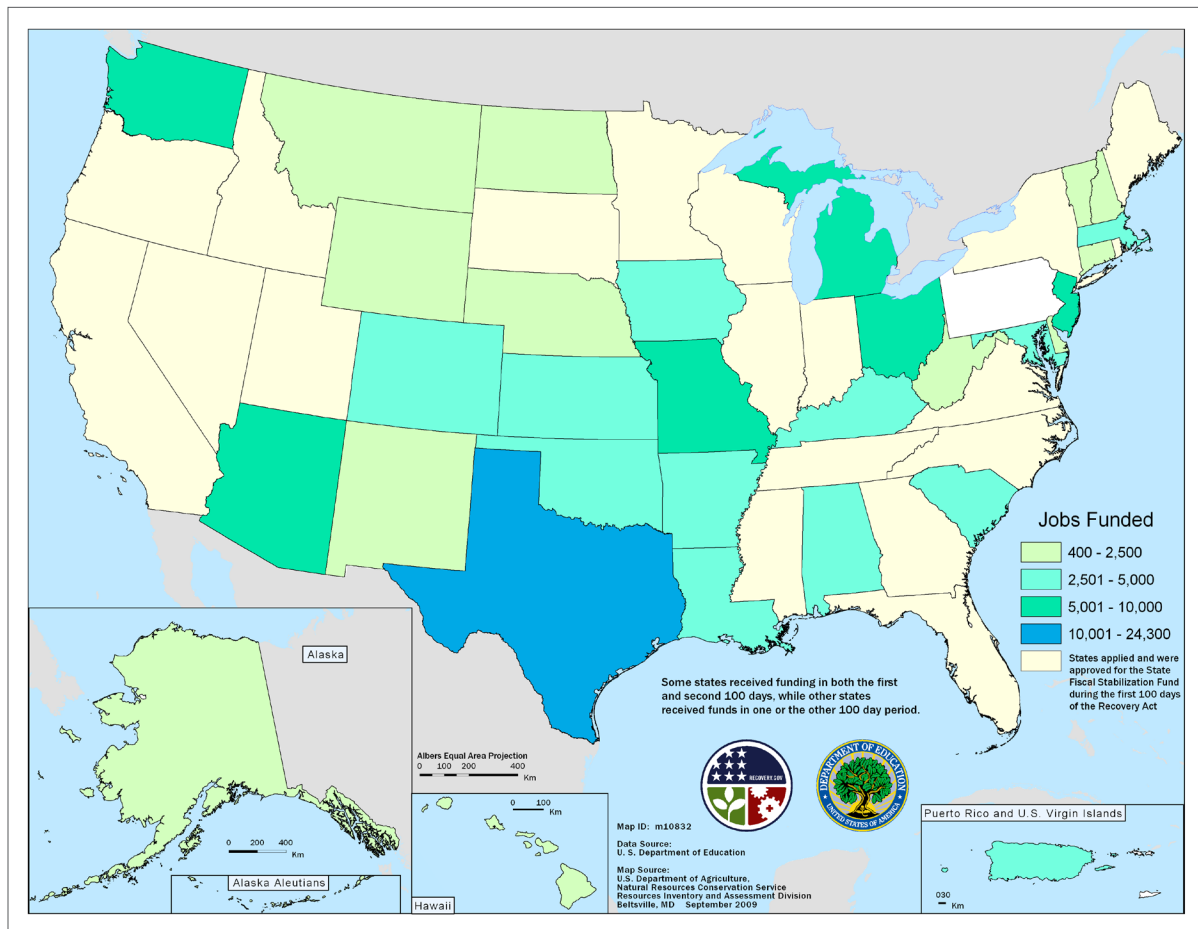 Jobs Funded
400 - 2,500
2,501 - 5,000
5,001 - 10,000
10,001 - 24,300
States applied and were
approved for the State
Fiscal Stabilization Fund
during the first 100 days
of the Recovery Act
Alaska
Some states received funding in both the first
and second 100 days, while other states
received funds in one or the other 100 day period.
Albers Equal Area Projection
0 100 200 400
Km
RECOVERY.GOV
DEPARTMENT OF EDUCATION
UNITED STATES OF AMERICA
0 100
Km
Puerto Rico and U.S. Virgin Islands
Map ID: m10832
Data Source:
U. S. Department of Education
Map Source:
U.S. Department of Agriculture,
Natural Resources Conservation Service
Resources Inventory and Assessment Division
Beltsville, MD September 2009
0 200 400
Km
Alaska Aleutians
Hawaii
030
Km